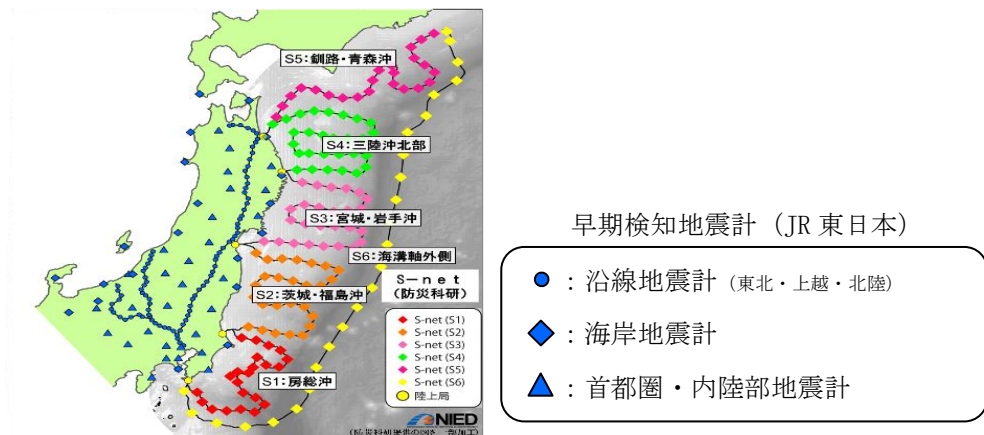 S5:釧路・青森沖
S4:三陸沖北部
S3:宮城・岩手沖
S6:海溝軸外側
S-net
(防災科研)
S2:茨城・福島沖
S-net(S1)
S-net(S2)
S-net(S3)
S-net(S4)
S-net(S5)
S-net(S6)
陸上局
S1:房総沖
NIED
早期検知地震計（JR 東日本）
：沿線地震計（東北・上越・北陸）
：海岸地震計
：首都圏・内陸部地震計